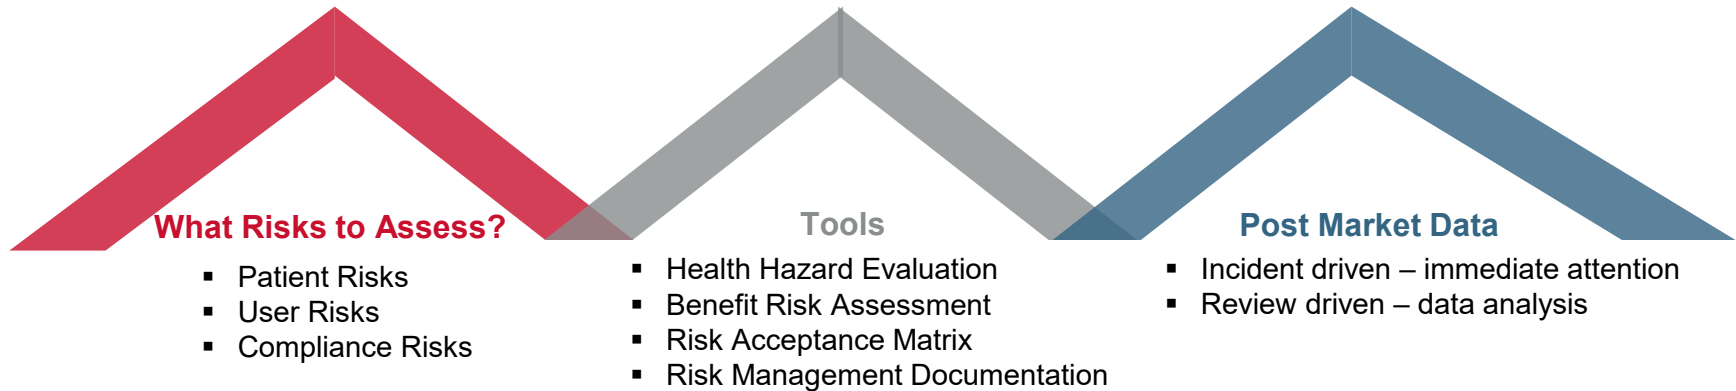 What Risks to Assess?
▪ Patient Risks
▪ User Risks
▪ Compliance Risks
Tools
▪ Health Hazard Evaluation
▪ Benefit Risk Assessment
▪ Risk Acceptance Matrix
▪ Risk Management Documentation
Post Market Data
▪ Incident driven – immediate attention
▪ Review driven – data analysis